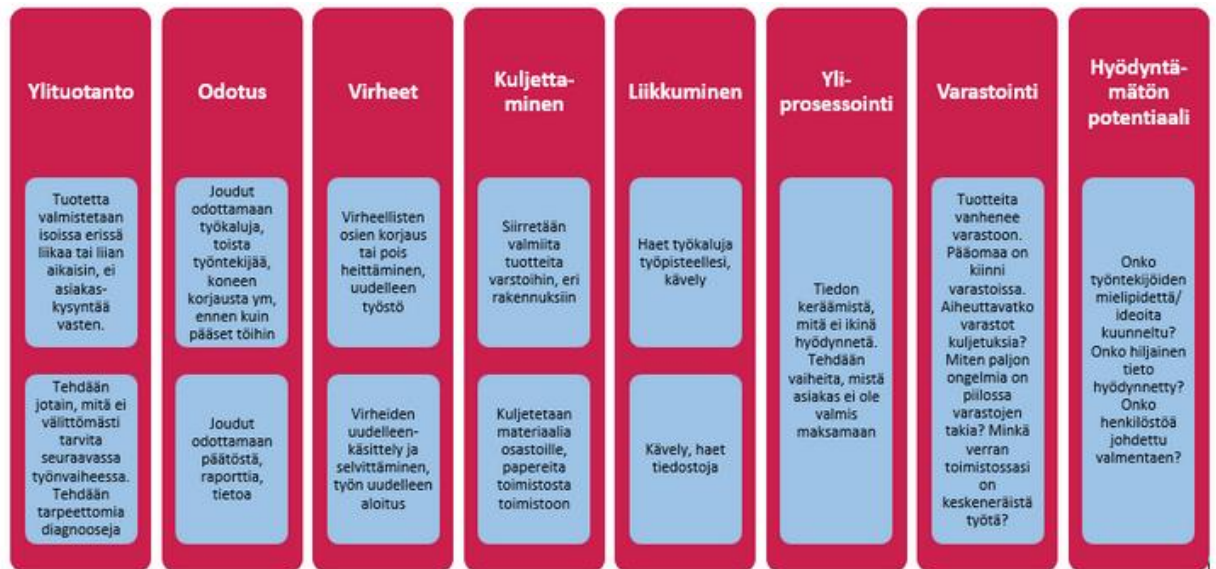 Ylituotanto
Tuotetta
valmistetaan
isoissa erissä
liikaa tai liian
aikaisin, ei
asiakas-
kysyntää
vasten.
Tehdään
jotain, mitä ei
välittömästi
tarvita
seuraavassa
työnvaiheessa.
Tehdään
tarpeettomia
diagnooseja
Odotus
Joudut
odottamaan
työkaluja,
toista
työntekijää,
koneen
korjausta ym,
ennen kuin
pääset töihin
Joudut
odottamaan
päätöstä,
raporttia,
tietoa
Virheet
Virheellisten
osien korjaus
tai pois
heittäminen,
uudelleen
työstö
Virheiden
uudelleen-
käsittely ja
selvittäminen,
työn uudelleen
aloitus
Kuljetta-
minen
Siirretään
valmiita
tuotteita
varstoihin, eri
rakennuksiin
Kuljetetaan
materiaalia
osastoille,
papereita
toimistosta
toimistoon
Liikkuminen
Haet työkaluja
työpisteellesi,
kävely
Kävely, haet
tiedostoja
Yli-
prosessointi
Tiedon
keräämistä,
mitä ei ikinä
hyödynnetä.
Tehdään
vaiheita, mistä
asiakas ei ole
valmis
maksamaan
Varastointi
Tuotteita
vanhenee
varastoon.
Pääomaa on
kiinni
varastoissa.
Aiheuttavatko
varastot
kuljetuksia?
Miten paljon
ongelmia on
piilossa
varastojen
takia? Minkä
verran
toimistossasi
on
keskeneräistä
työtä?
Hyödyntä-
mätön
potentiaali
Onko
työntekijöiden
mielipidettä/
ideoita
kuunneltu?
Onko hiljainen
tieto
hyödynnetty?
Onko
henkilöstöä
johdettu
valmentaen?